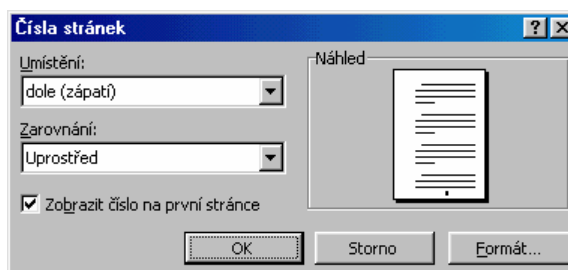 Čísla stránek
Umístění:
dole (zápatí)
Zarovnání:
Uprostřed
Zobrazit číslo na první stránce
Náhled
OK
Storno
Formát...